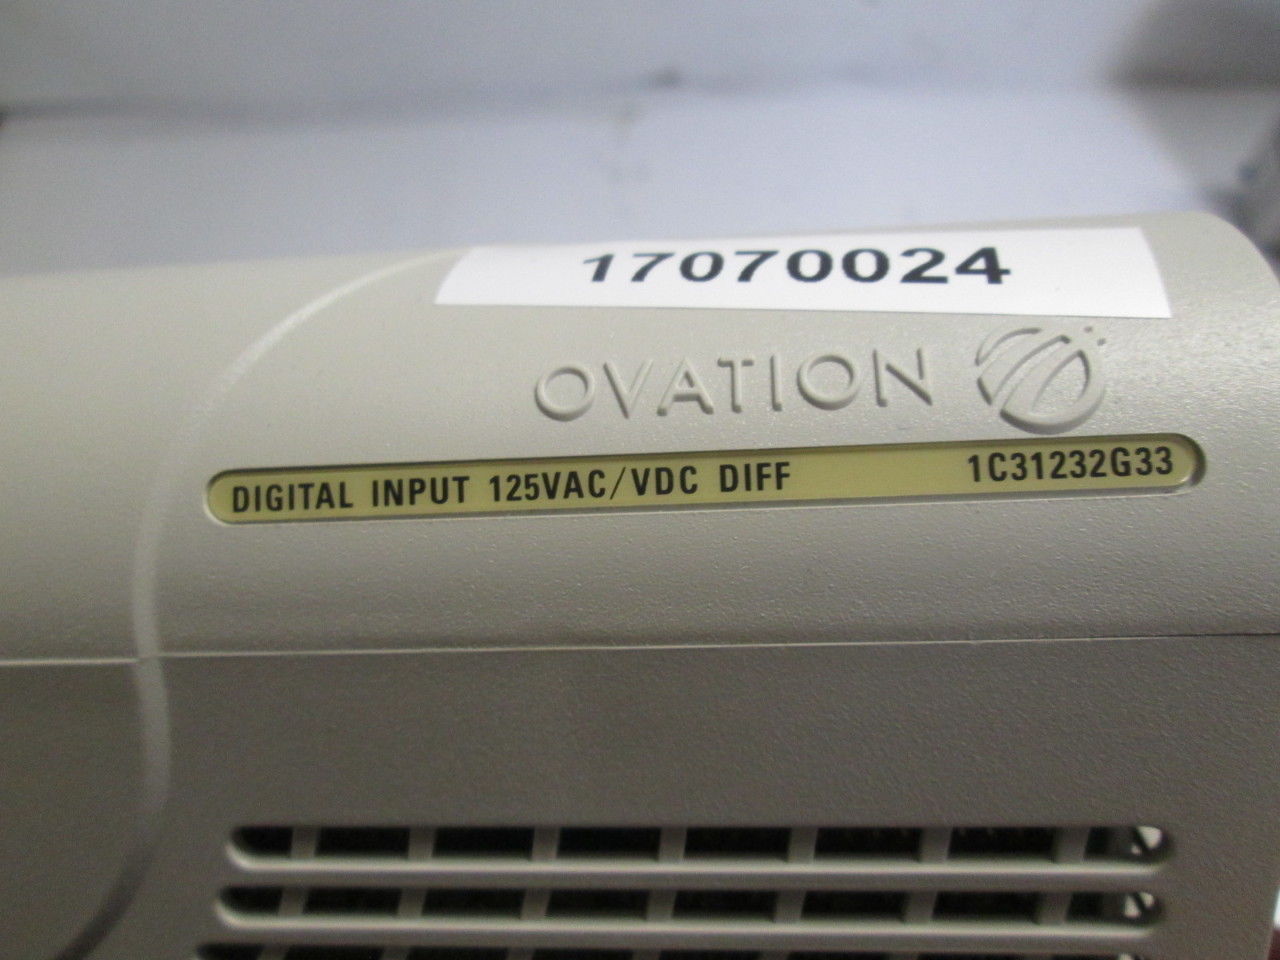 17070024
OVATION
DIGITAL INPUT 125VAC/VDC DIFF 1C31232G33